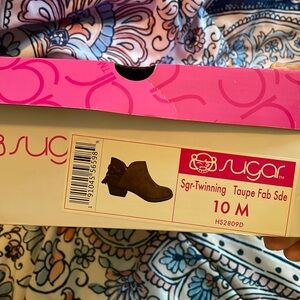 sug
sugar
Sgr-Twinning Taupe Fab Sde
10 M
HS2809D